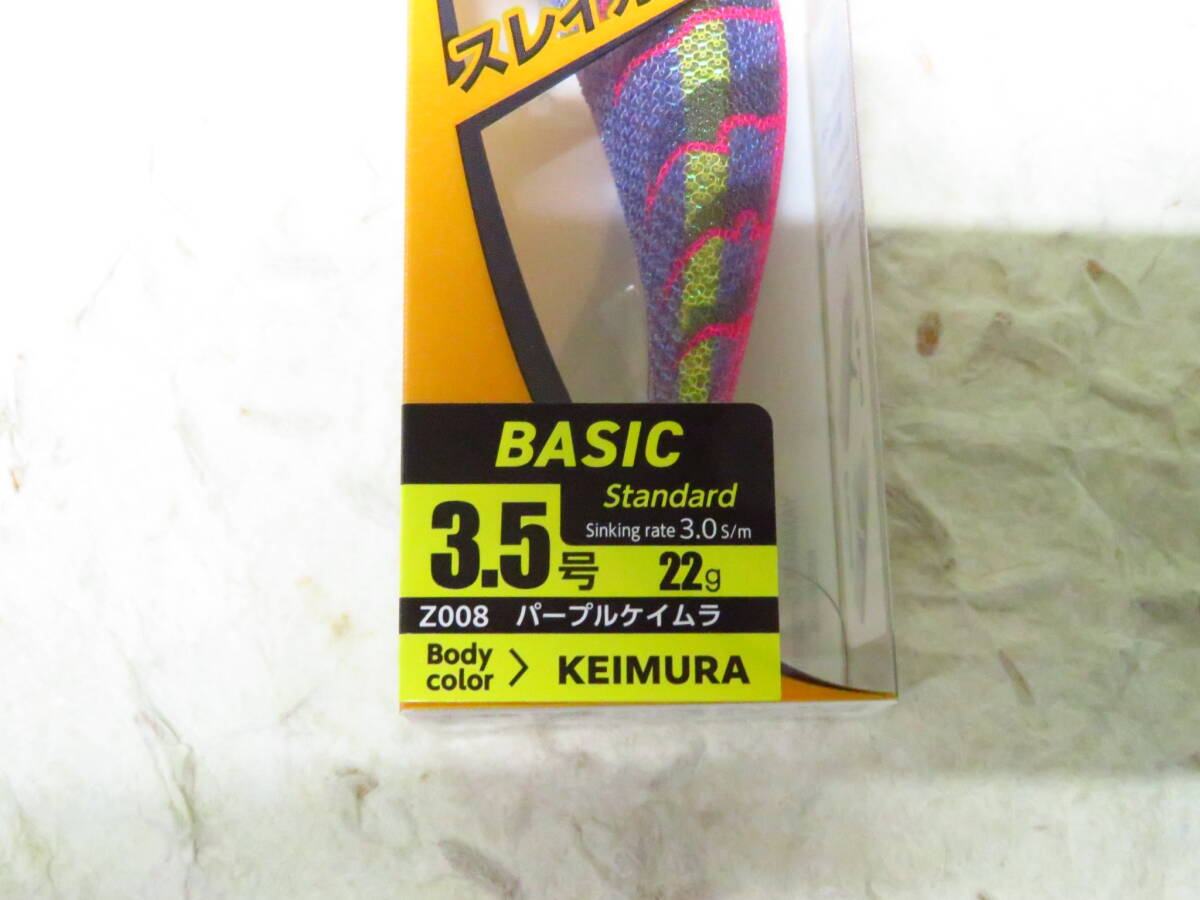 BASIC
Standard
Sinking rate 3.0 S/m
3.5号 22g
Z008 パープルケイムラ
Body color > KEIMURA